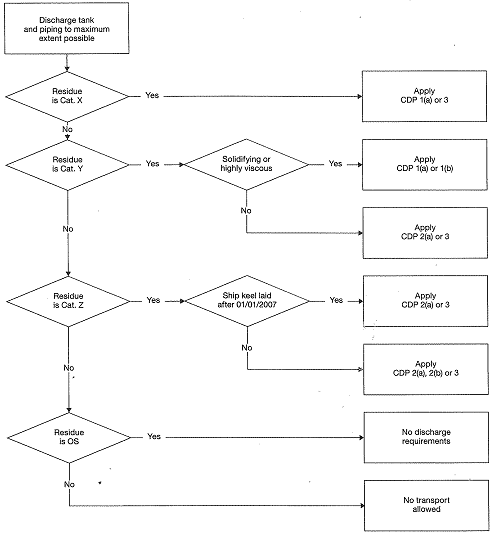 Discharge tank
and piping to maximum
extent possible
Residue
is Cat. X
Yes
Apply
CDP 1(a) or 3
No
Residue
is Cat. Y
Yes
Solidifying or
highly viscous
Yes
Apply
CDP 1(a) or 1(b)
No
Apply
CDP 2(a) or 3
No
Residue
is Cat. Z
Yes
Ship keel laid
after 01/01/2007
Yes
Apply
CDP 2(a) or 3
No
Apply
CDP 2(a), 2(b) or 3
No
Residue
is OS
Yes
No discharge
requirements
No
No transport
allowed